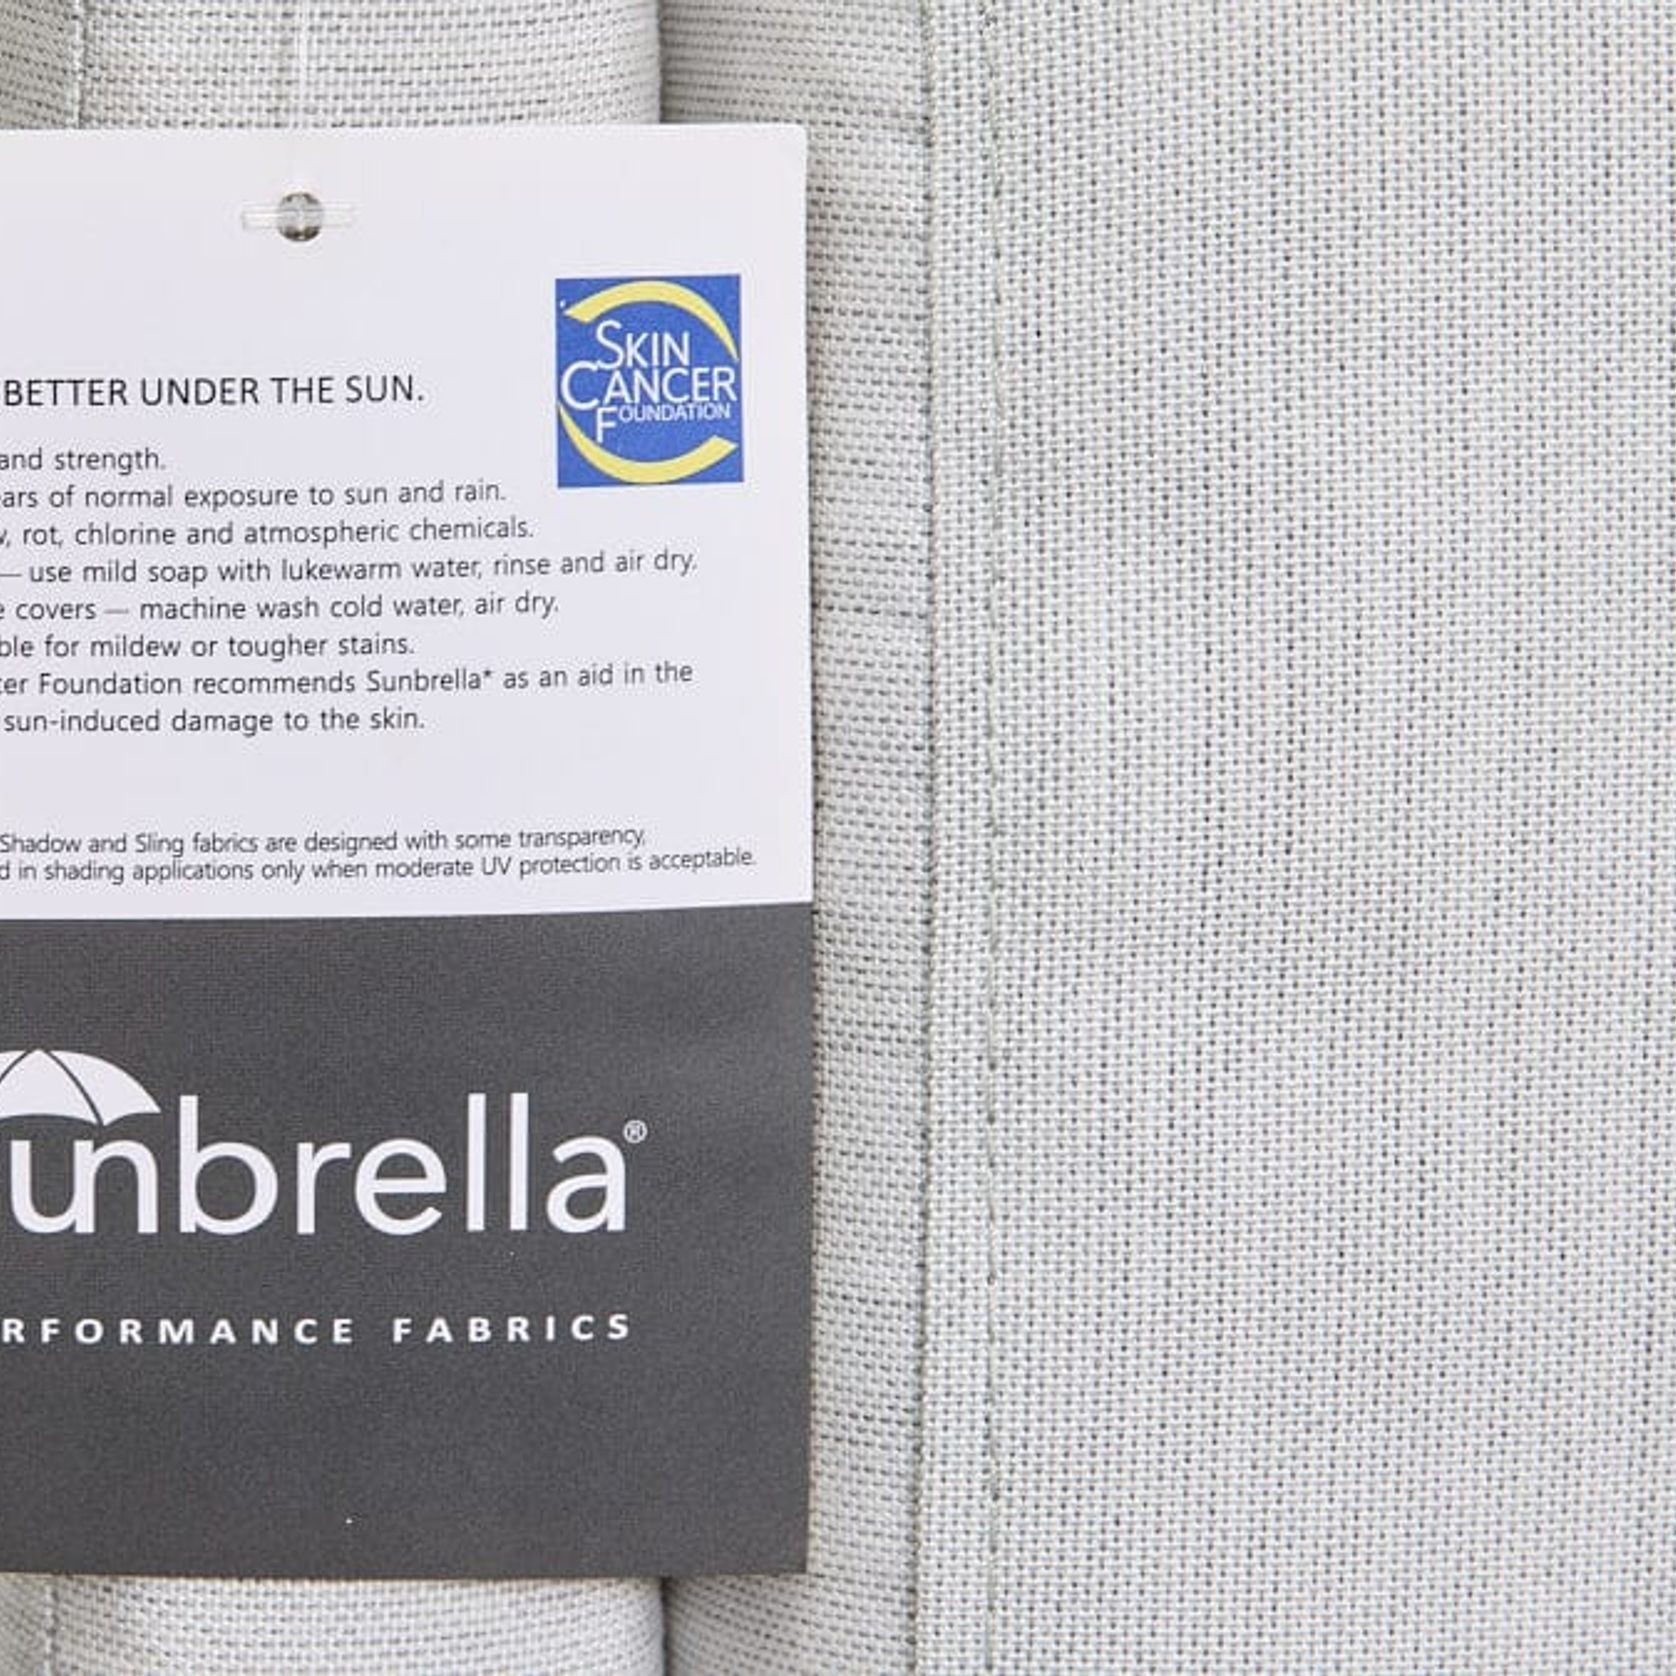 SKIN
CANCER
FOUNDATION
BETTER UNDER THE SUN.
and strength.
ars of normal exposure to sun and rain.
, rot, chlorine and atmospheric chemicals.
— use mild soap with lukewarm water, rinse and air dry.
e covers — machine wash cold water, air dry.
ble for mildew or tougher stains.
er Foundation recommends Sunbrella* as an aid in the
sun-induced damage to the skin.
Shadow and Sling fabrics are designed with some transparency,
d in shading applications only when moderate UV protection is acceptable.
unbrella®
RFORMANCE FABRICS